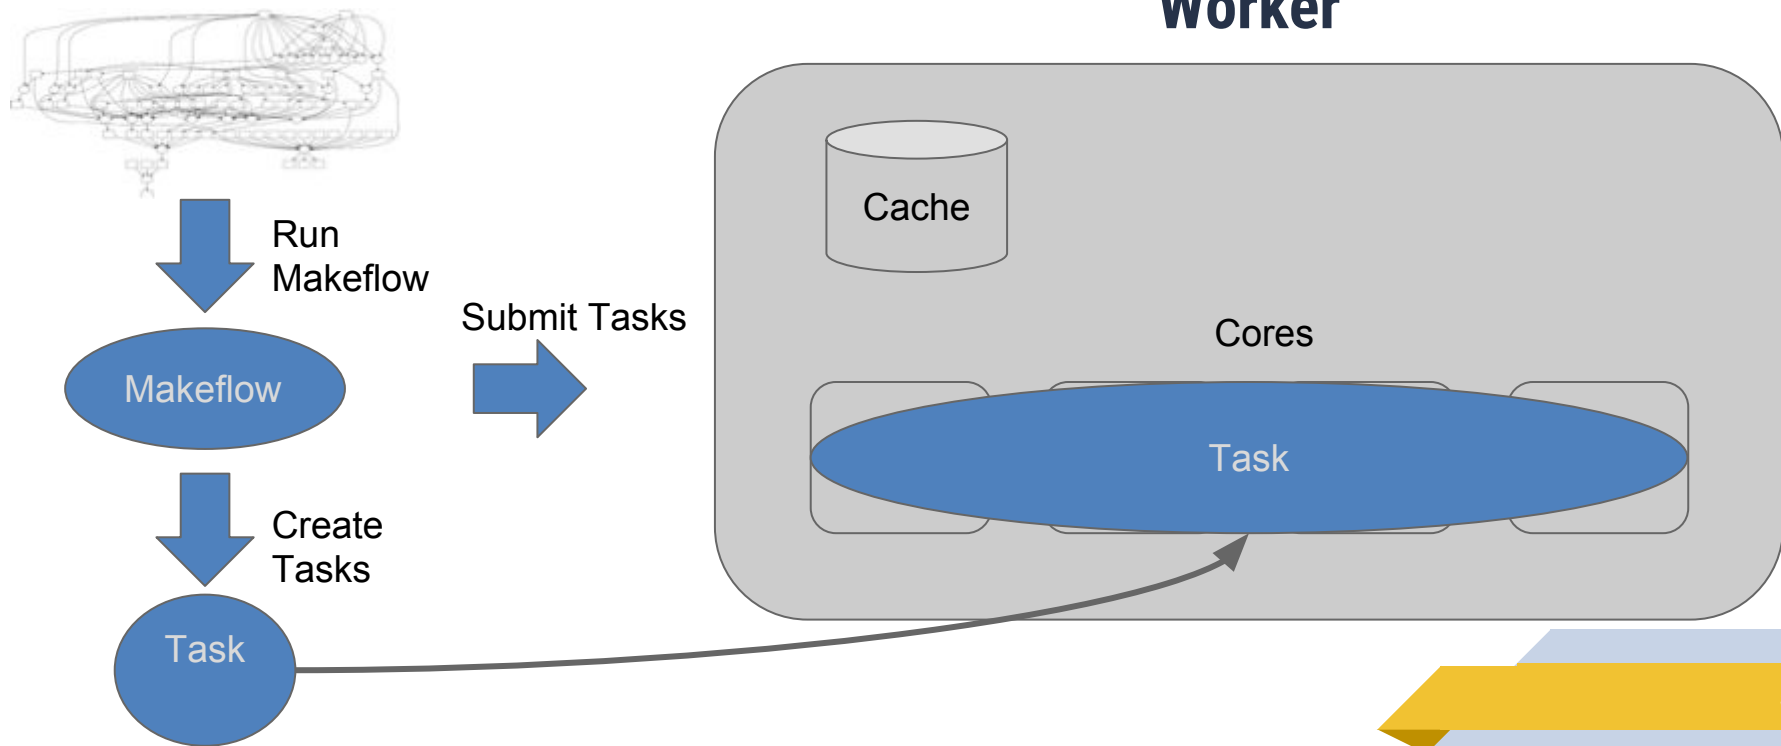 Worker
Cache
Run
Makeflow
Submit Tasks
Cores
Makeflow
Task
Create
Tasks
Task